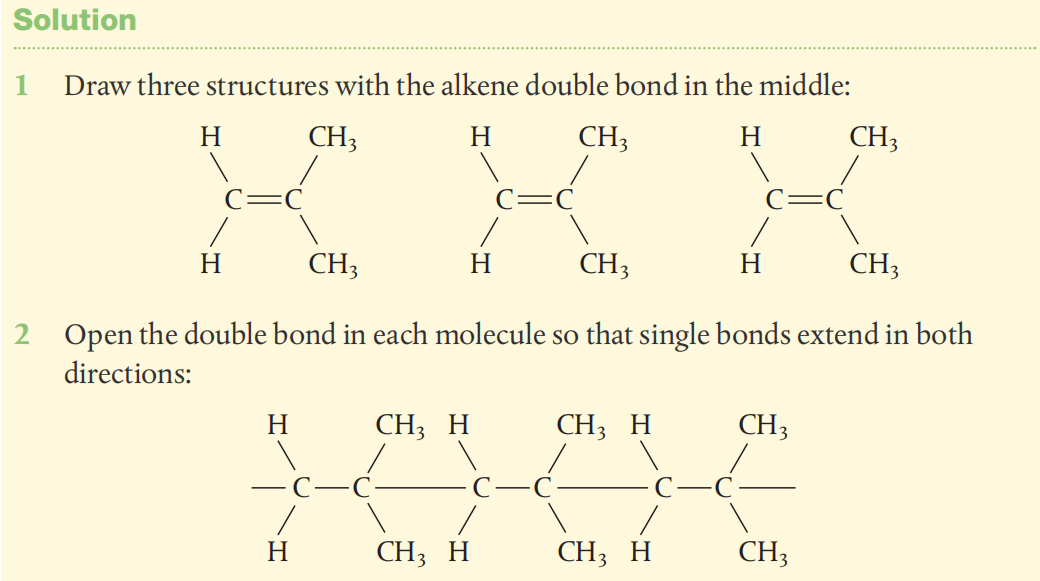 Solution
1 Draw three structures with the alkene double bond in the middle:
H CH₃ H CH₃ H CH₃
C=C C=C C=C
H CH₃ H CH₃ H CH₃
2 Open the double bond in each molecule so that single bonds extend in both
directions:
H CH₃ H CH₃ H CH₃
—C—C—C—C—C—C—
H CH₃ H CH₃ H CH₃